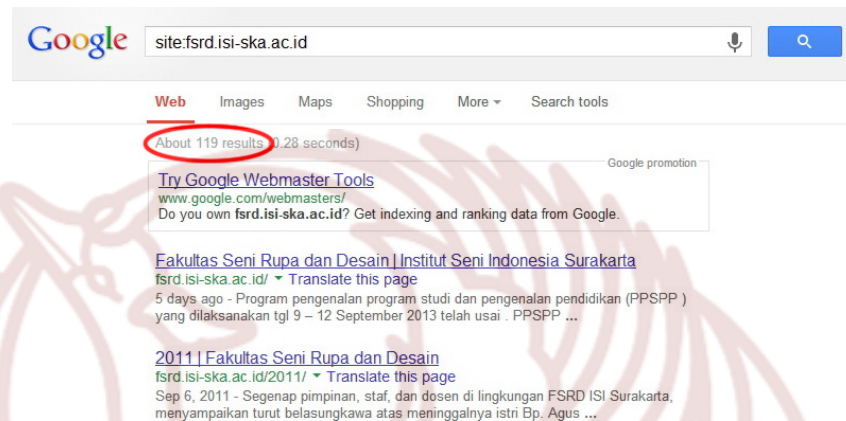 Google
site:fsrd.isi-ska.ac.id
Web Images Maps Shopping More Search tools
About 119 results (0.28 seconds)
Google promotion
Try Google Webmaster Tools
www.google.com/webmasters/
Do you own fsrd.isi-ska.ac.id? Get indexing and ranking data from Google.
Fakultas Seni Rupa dan Desain | Institut Seni Indonesia Surakarta
fsrd.isi-ska.ac.id/ Translate this page
5 days ago - Program pengenalan program studi dan pengenalan pendidikan (PPSPP )
yang dilaksanakan tgl 9 – 12 September 2013 telah usai . PPSPP ...
2011 | Fakultas Seni Rupa dan Desain
fsrd.isi-ska.ac.id/2011/ Translate this page
Sep 6, 2011 - Segenap pimpinan, staf, dan dosen di lingkungan FSRD ISI Surakarta,
menyampaikan turut belasungkawa atas meninggalnya istri Bp. Agus ...